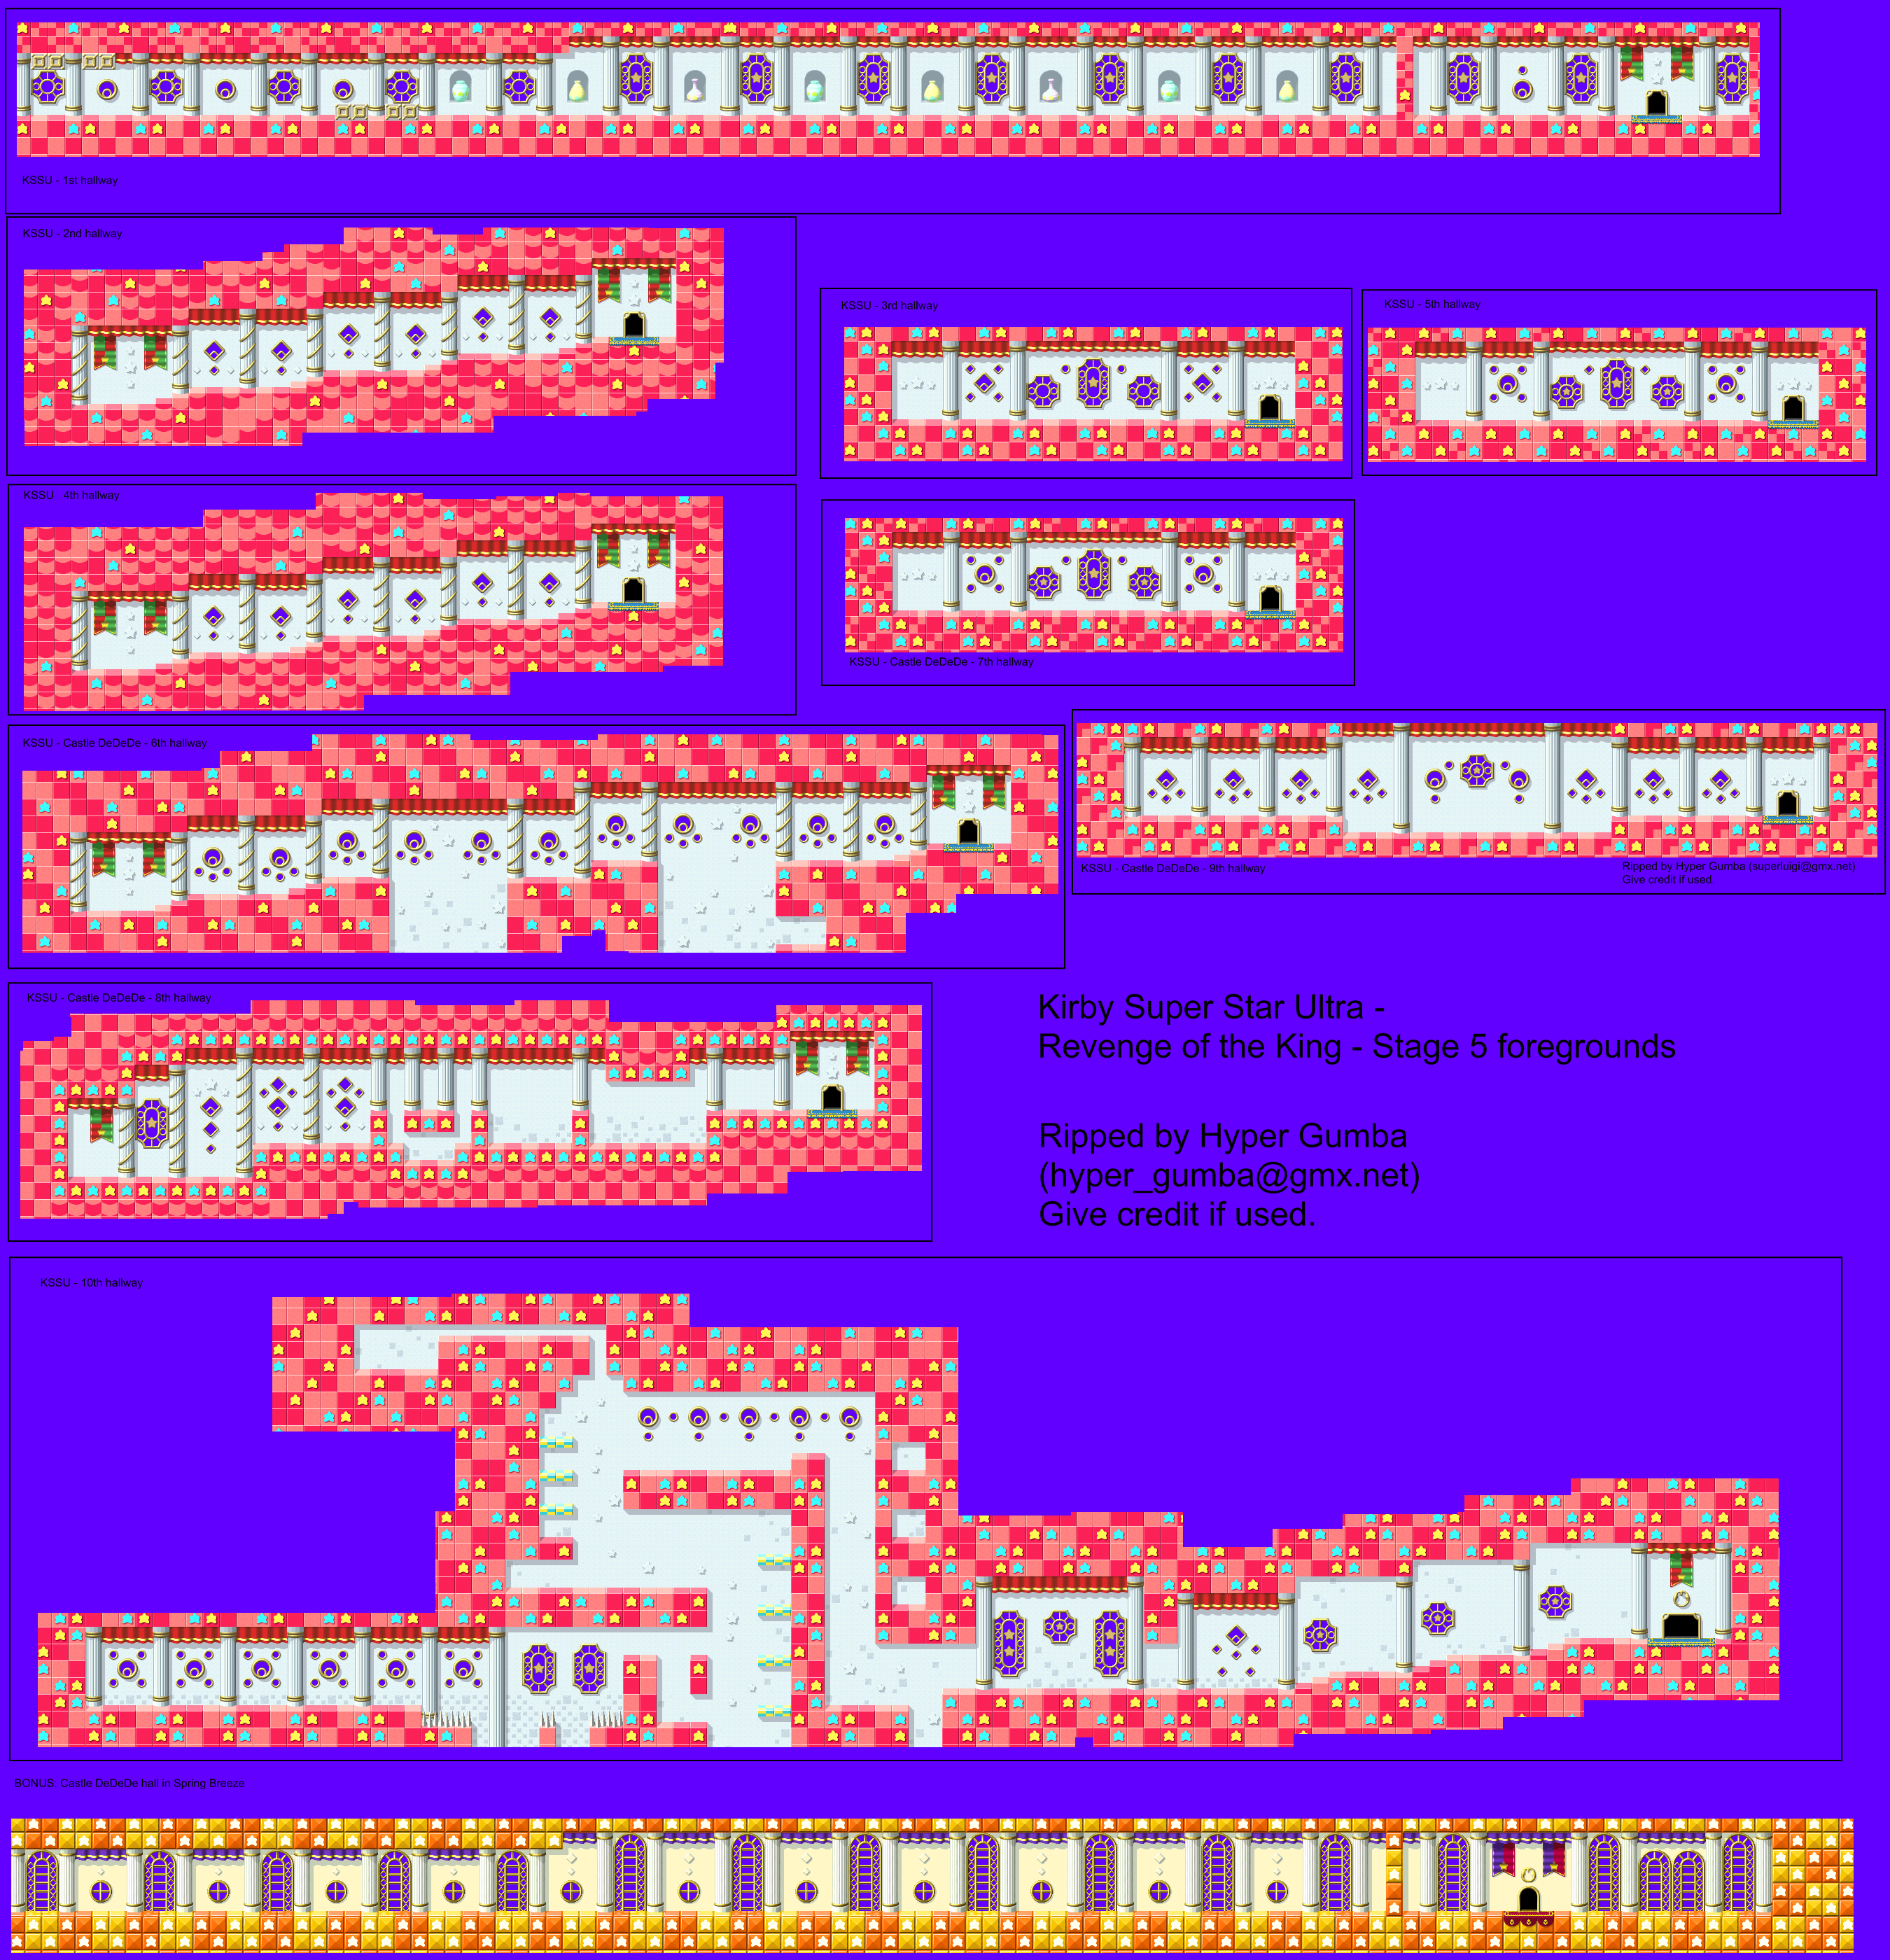 KSSU - 1st hallway
KSSU - 2nd hallway
KSSU - 3rd hallway
KSSU - 5th hallway
KSSU - 4th hallway
KSSU - Castle DeDeDe - 7th hallway
KSSU - Castle DeDeDe - 6th hallway
KSSU - Castle DeDeDe - 9th hallway
Ripped by Hyper Gumba (superluigi@gmx.net)
Give credit if used.
KSSU - Castle DeDeDe - 8th hallway
Kirby Super Star Ultra -
Revenge of the King - Stage 5 foregrounds
Ripped by Hyper Gumba
(hyper_gumba@gmx.net)
Give credit if used.
KSSU - 10th hallway
BONUS: Castle DeDeDe hall in Spring Breeze